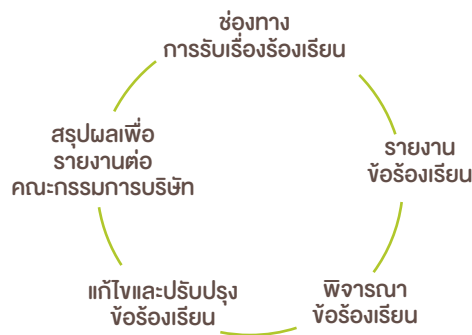 ช่องทาง
การรับเรื่องร้องเรียน
รายงาน
ข้อร้องเรียน
พิจารณา
ข้อร้องเรียน
แก้ไขและปรับปรุง
ข้อร้องเรียน
สรุปผลเพื่อ
รายงานต่อ
คณะกรรมการบริษัท